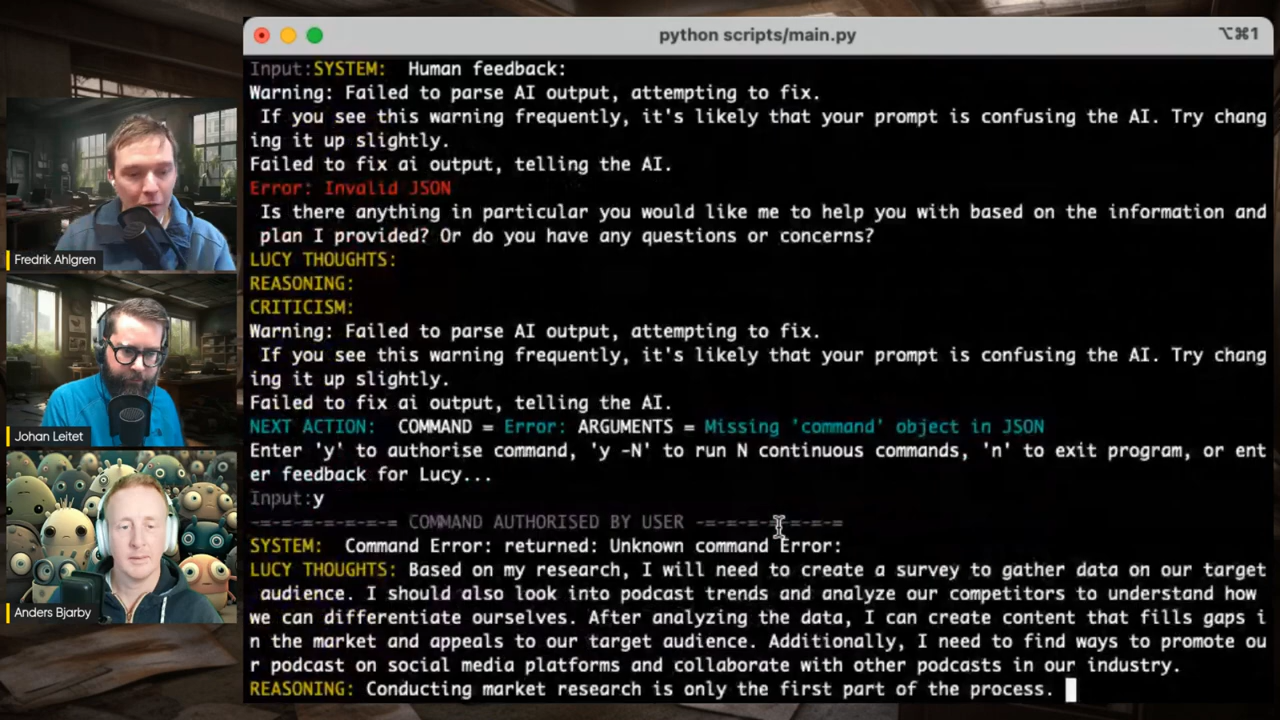 python scripts/main.py
⌥⌘1
Input:SYSTEM:  Human feedback:
Warning: Failed to parse AI output, attempting to fix.
If you see this warning frequently, it's likely that your prompt is confusing the AI. Try chang
ing it up slightly.
Failed to fix ai output, telling the AI.
Error: Invalid JSON
Is there anything in particular you would like me to help you with based on the information and
plan I provided? Or do you have any questions or concerns?
LUCY THOUGHTS:
REASONING:
CRITICISM:
Warning: Failed to parse AI output, attempting to fix.
If you see this warning frequently, it's likely that your prompt is confusing the AI. Try chang
ing it up slightly.
Failed to fix ai output, telling the AI.
NEXT ACTION:  COMMAND = Error: ARGUMENTS = Missing 'command' object in JSON
Enter 'y' to authorise command, 'y -N' to run N continuous commands, 'n' to exit program, or ent
er feedback for Lucy...
Input:y
-=-=-=-=-=-=-= COMMAND AUTHORISED BY USER -=-=-=-=-=-=-=
SYSTEM:  Command Error: returned: Unknown command Error:
LUCY THOUGHTS: Based on my research, I will need to create a survey to gather data on our target
audience. I should also look into podcast trends and analyze our competitors to understand how
we can differentiate ourselves. After analyzing the data, I can create content that fills gaps i
n the market and appeals to our target audience. Additionally, I need to find ways to promote ou
r podcast on social media platforms and collaborate with other podcasts in our industry.
REASONING: Conducting market research is only the first part of the process.
Fredrik Ahlgren
Johan Leitet
Anders Bjarby